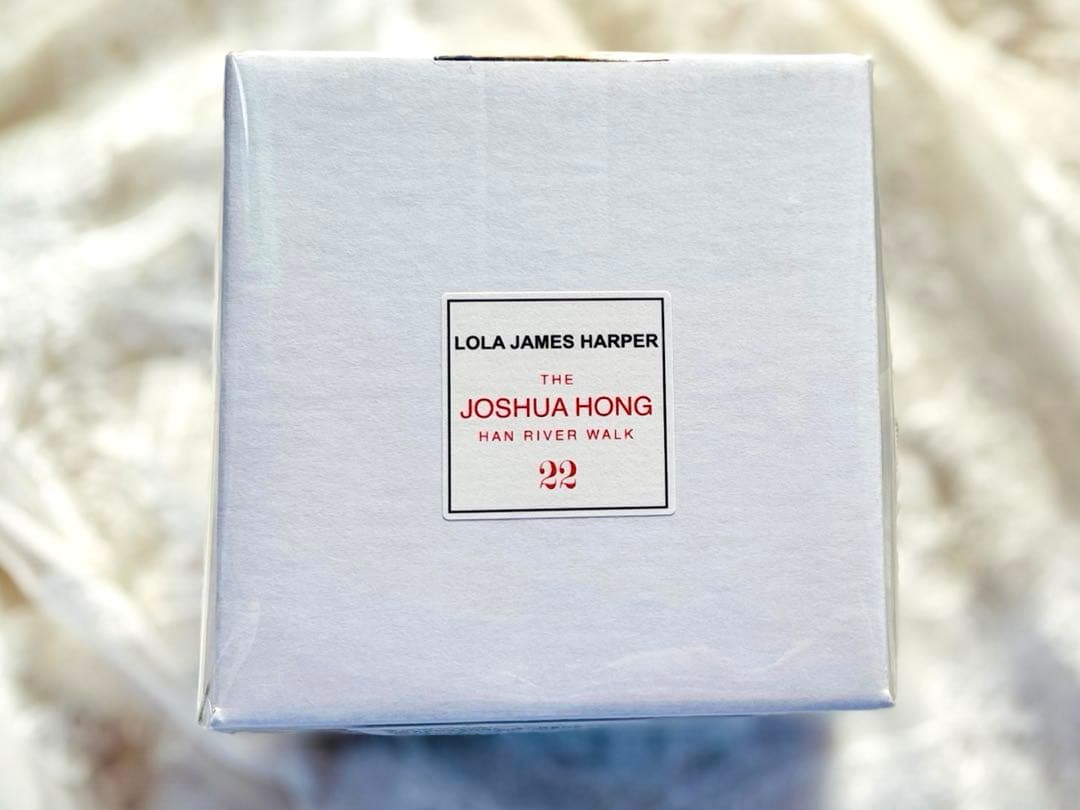 LOLA JAMES HARPER
THE
JOSHUA HONG
HAN RIVER WALK
22